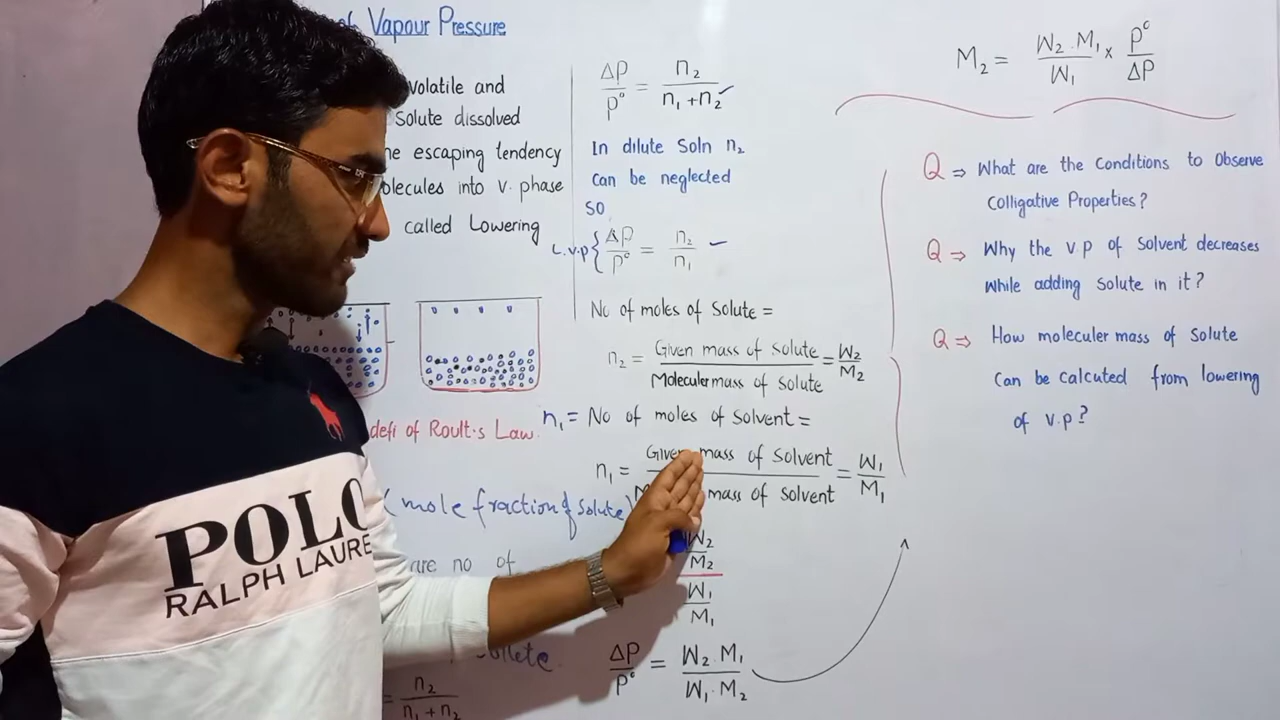 of Vapour Pressure
volatile and
Solute dissolved
he escaping tendency
olecules into v. phase
called Lowering
defi of Roult's Law.
( mole fraction of Solute)
are no of
= n2 / n1 + n2
ΔP / P° = n2 / n1 + n2
In dilute Soln n2
Can be neglected
So
L.v.p { ΔP / P° = n2 / n1
No of moles of Solute =
n2 = Given mass of Solute / Moleculer mass of Solute = W2 / M2
n1 = No of moles of Solvent =
n1 = Given mass of Solvent / M mass of Solvent = W1 / M1
W2 / M2
W1 / M1
ΔP / P° = W2 . M1 / W1 . M2
M2 = W2 . M1 / W1 × P° / ΔP
Q ⇒ What are the Conditions to Observe
Colligative Properties?
Q ⇒ Why the v.p of Solvent decreases
While adding Solute in it?
Q ⇒ How moleculer mass of Solute
Can be calcuted from lowering
of v.p?
POLO
RALPH LAURE